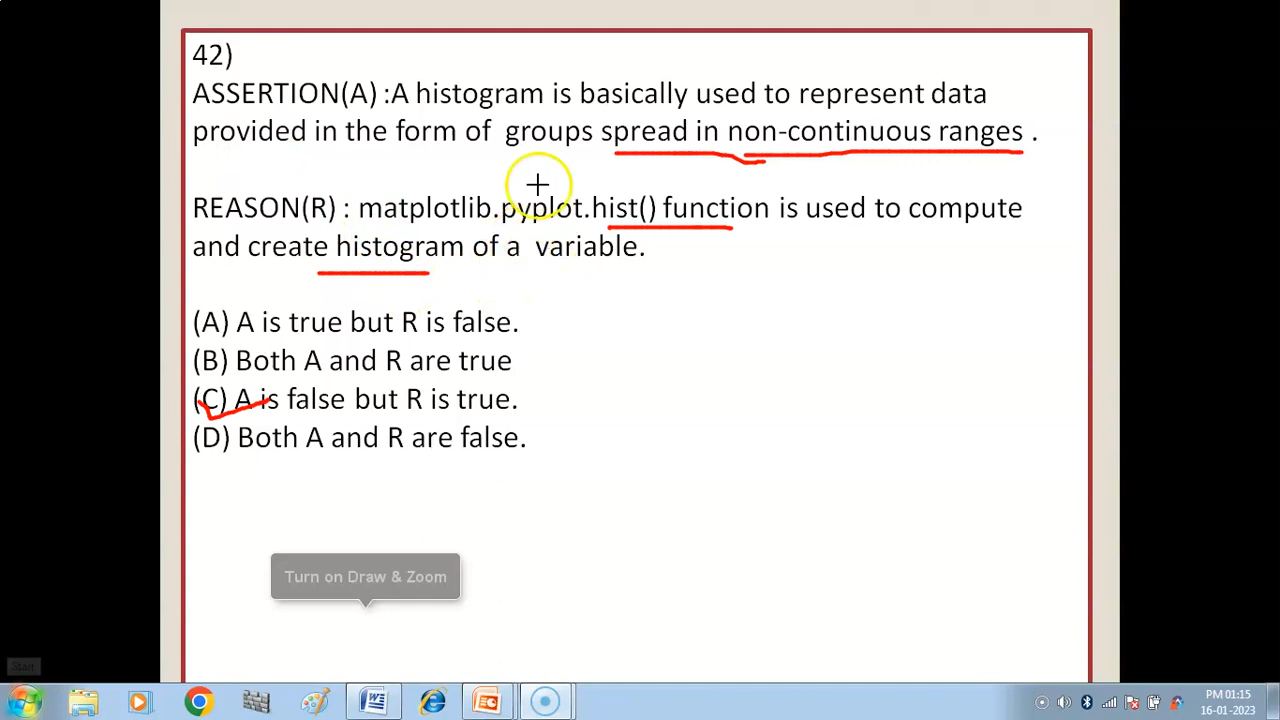 42)
ASSERTION(A) :A histogram is basically used to represent data
provided in the form of groups spread in non-continuous ranges .
REASON(R) : matplotlib.pyplot.hist() function is used to compute
and create histogram of a variable.
(A) A is true but R is false.
(B) Both A and R are true
(C) A is false but R is true.
(D) Both A and R are false.
Turn on Draw & Zoom
Start
PM 01:15
16-01-2023